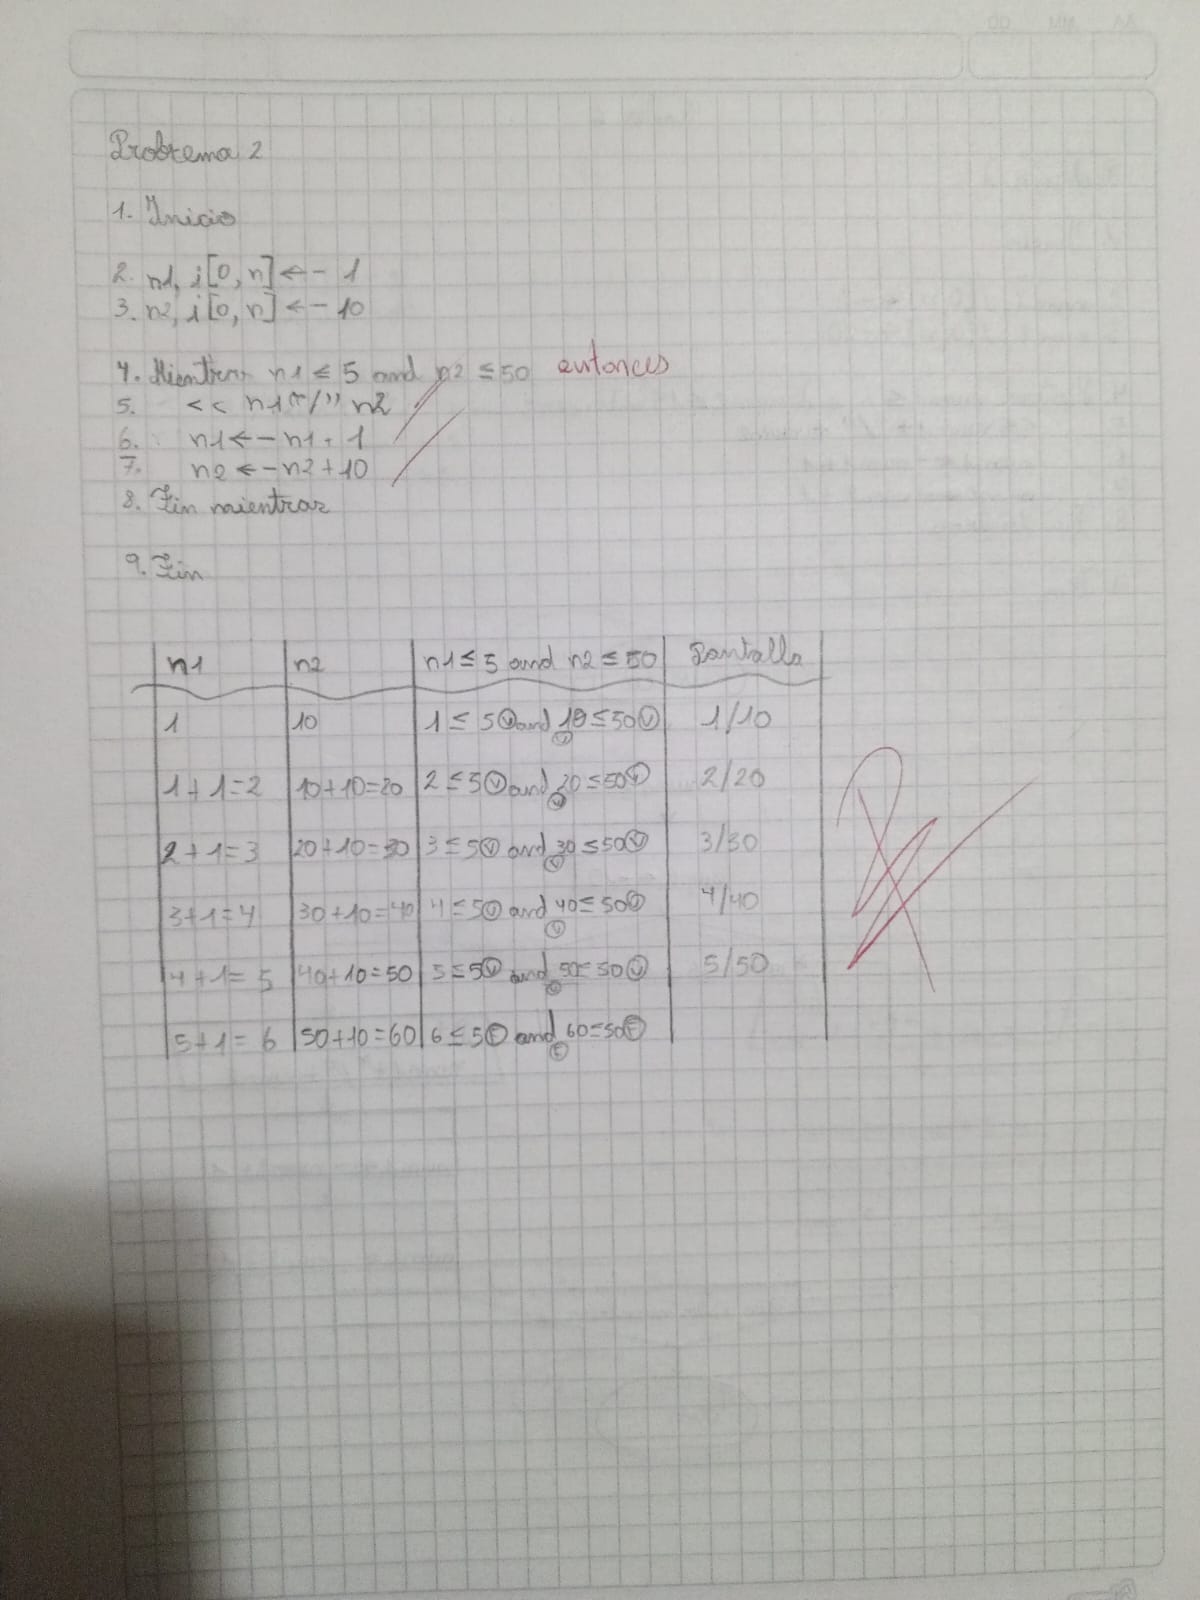 Problema 2
1. Inicio
2. n1, i[0, n] <- 1
3. n2, i[0, n] <- 10
4. Mientras n1 ≤ 5 and n2 ≤ 50 entonces
5. << n1 "/" n2
6. n1 <- n1 + 1
7. n2 <- n2 + 10
8. Fin mientras
9. Fin
n1 n2 n1 ≤ 5 and n2 ≤ 50 Pantalla
1 10 1 ≤ 5 Ⓥ and 10 ≤ 50 Ⓥ 1/10
Ⓥ
1+1=2 10+10=20 2 ≤ 5 Ⓥ and 20 ≤ 50 Ⓥ 2/20
Ⓥ
2+1=3 20+10=30 3 ≤ 5 Ⓥ and 30 ≤ 50 Ⓥ 3/30
Ⓥ
3+1=4 30+10=40 4 ≤ 5 Ⓥ and 40 ≤ 50 Ⓥ 4/40
Ⓥ
4+1=5 40+10=50 5 ≤ 5 Ⓥ and 50 ≤ 50 Ⓥ 5/50
Ⓥ
5+1=6 50+10=60 6 ≤ 5 Ⓕ and 60=50 Ⓕ
Ⓕ